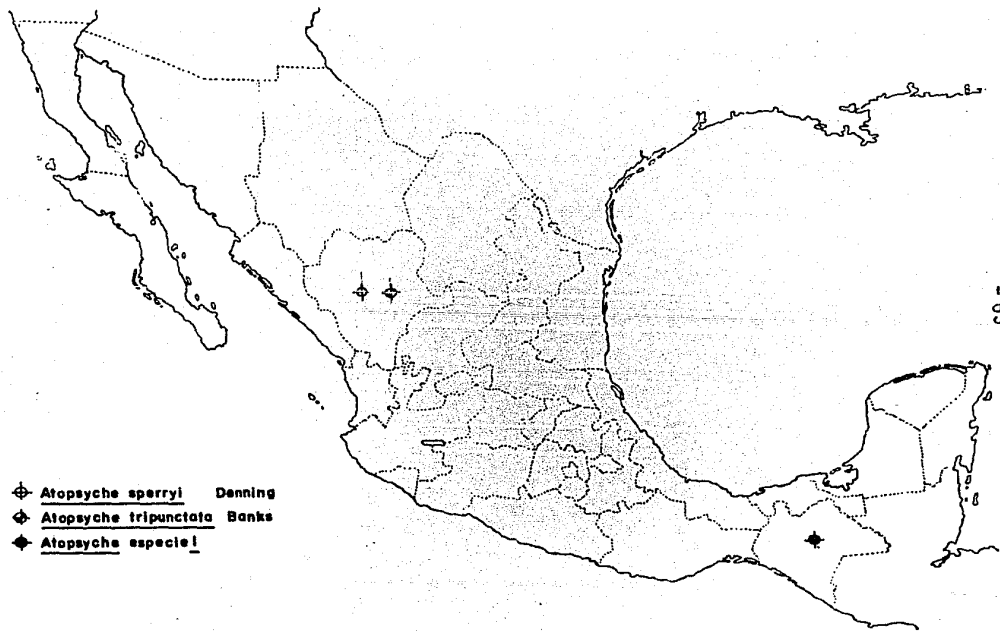 Atopsyche sperryi Denning
Atopsyche tripunctata Banks
Atopsyche especie I